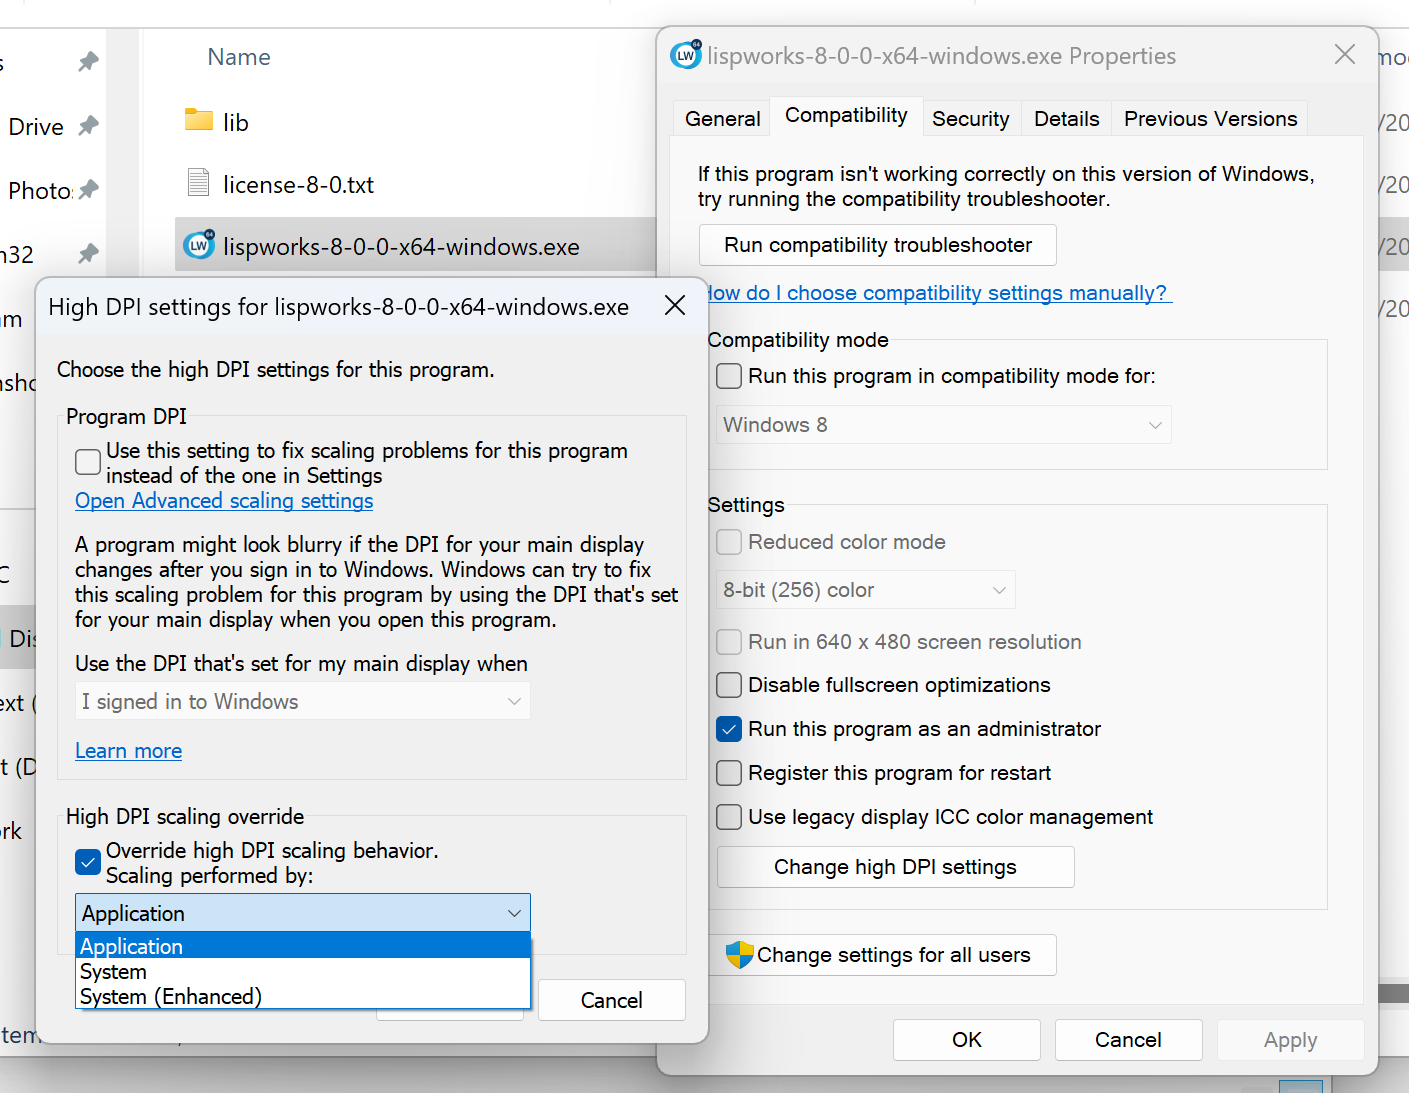 Name
Drive
lib
license-8-0.txt
lispworks-8-0-0-x64-windows.exe
LW
64
lispworks-8-0-0-x64-windows.exe Properties
General
Compatibility
Security
Details
Previous Versions
If this program isn't working correctly on this version of Windows,
try running the compatibility troubleshooter.
Run compatibility troubleshooter
How do I choose compatibility settings manually?
Compatibility mode
Run this program in compatibility mode for:
Windows 8
Settings
Reduced color mode
8-bit (256) color
Run in 640 x 480 screen resolution
Disable fullscreen optimizations
Run this program as an administrator
Register this program for restart
Use legacy display ICC color management
Change high DPI settings
Change settings for all users
OK
Cancel
Apply
High DPI settings for lispworks-8-0-0-x64-windows.exe
Choose the high DPI settings for this program.
Program DPI
Use this setting to fix scaling problems for this program
instead of the one in Settings
Open Advanced scaling settings
A program might look blurry if the DPI for your main display
changes after you sign in to Windows. Windows can try to fix
this scaling problem for this program by using the DPI that's set
for your main display when you open this program.
Use the DPI that's set for my main display when
I signed in to Windows
Learn more
High DPI scaling override
Override high DPI scaling behavior.
Scaling performed by:
Application
Application
System
System (Enhanced)
Cancel